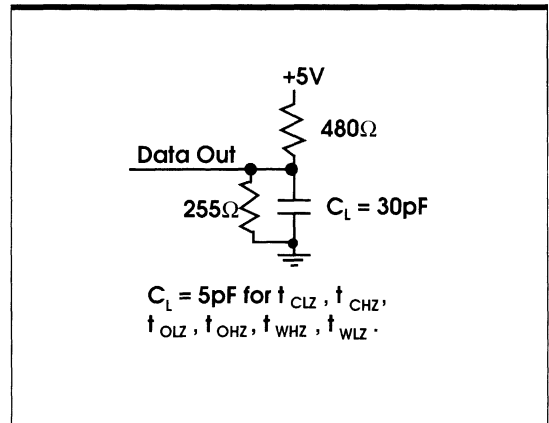 +5V
480Ω
Data Out
255Ω
C_L = 30pF
C_L = 5pF for t_CLZ , t_CHZ,
t_OLZ , t_OHZ, t_WHZ , t_WLZ .